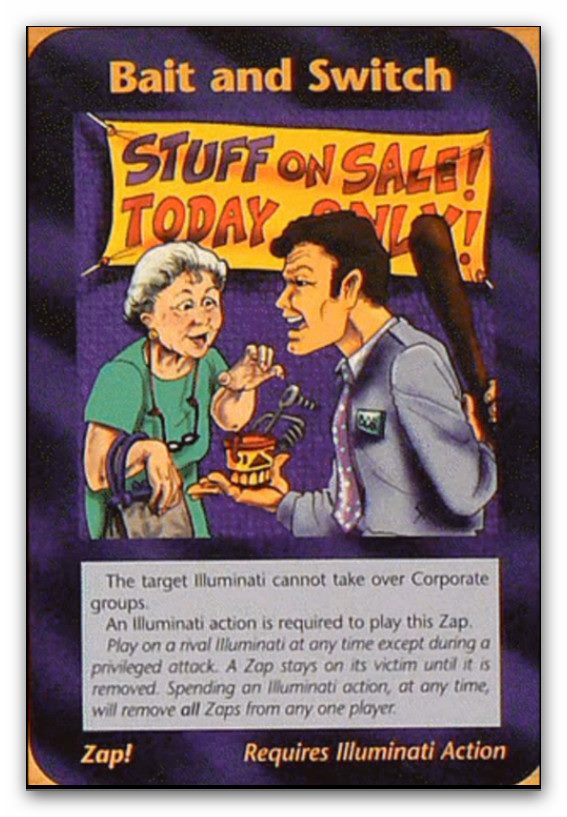 Bait and Switch
STUFF ON SALE!
TODAY ONLY!
BOB
The target Illuminati cannot take over Corporate
groups.
An Illuminati action is required to play this Zap.
Play on a rival Illuminati at any time except during a
privileged attack. A Zap stays on its victim until it is
removed. Spending an Illuminati action, at any time,
will remove all Zaps from any one player.
Zap!
Requires Illuminati Action